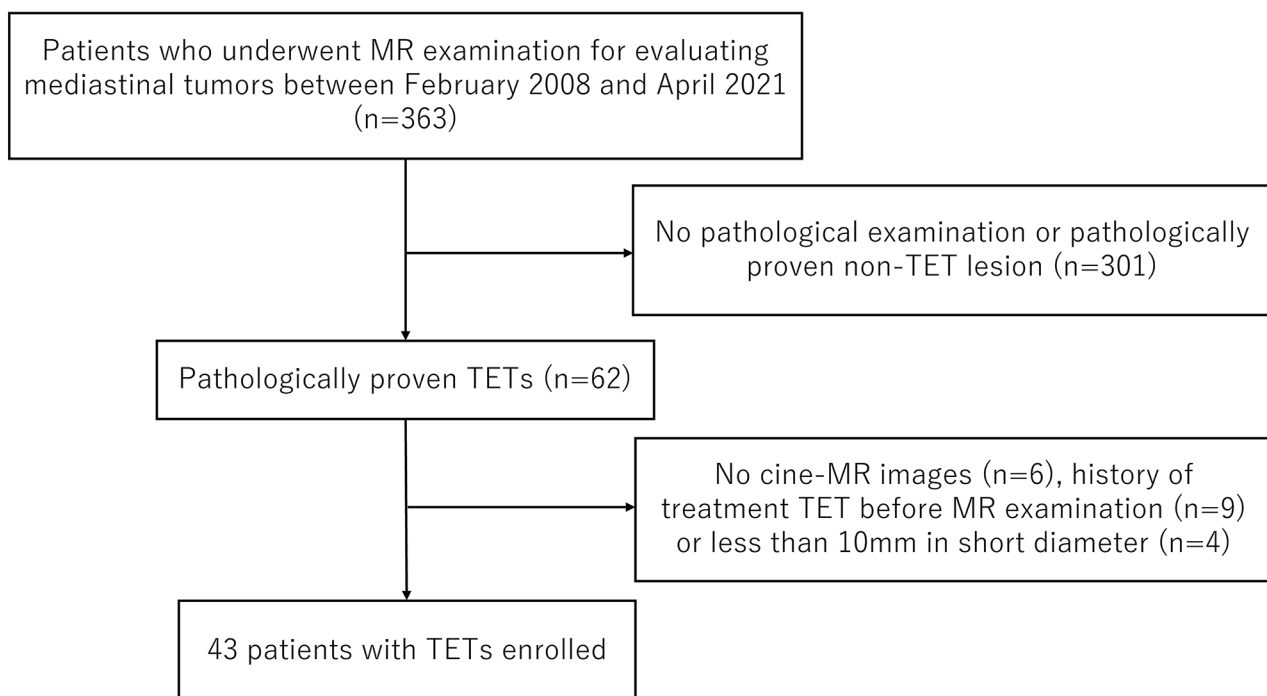 Patients who underwent MR examination for evaluating
mediastinal tumors between February 2008 and April 2021
(n=363)
No pathological examination or pathologically
proven non-TET lesion (n=301)
Pathologically proven TETs (n=62)
No cine-MR images (n=6), history of
treatment TET before MR examination (n=9)
or less than 10mm in short diameter (n=4)
43 patients with TETs enrolled